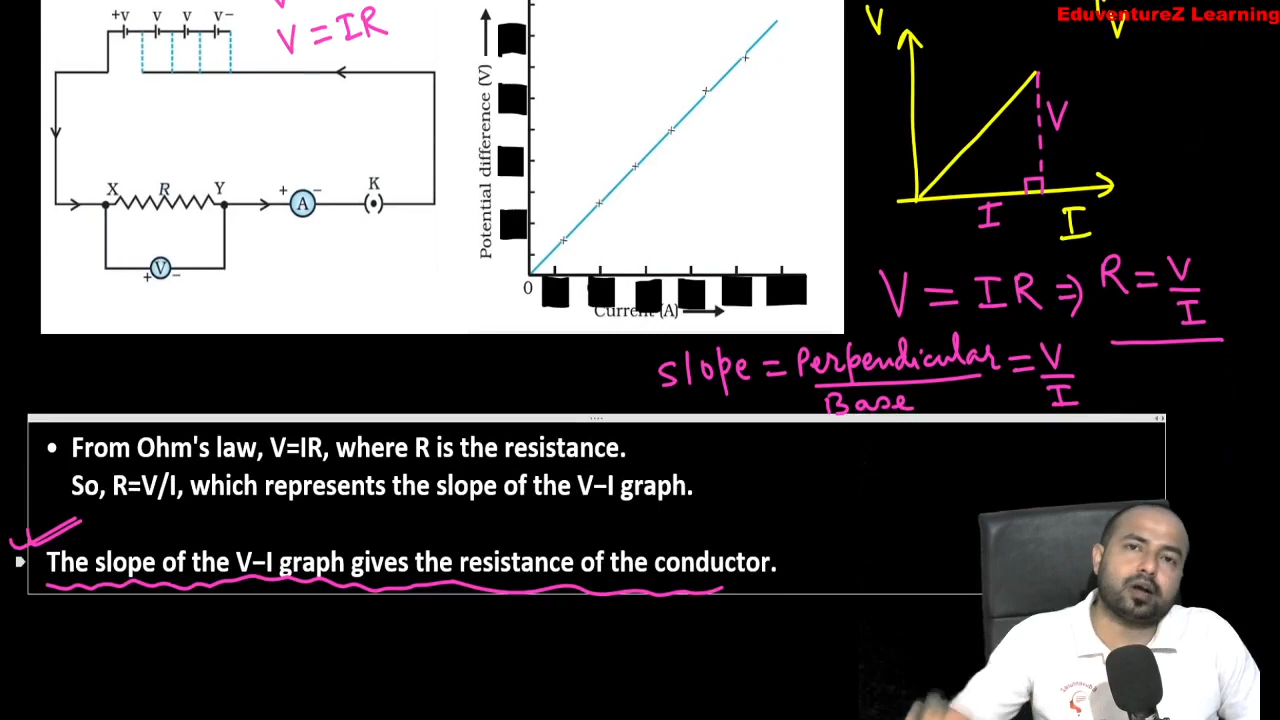 EduventureZ Learning
V
+v v v v-
V = IR
Potential difference (V)
V
V
X R Y
+ A -
K
+ V -
0
Current (A)
I
I
V = IR ⇒ R = V/I
slope = Perpendicular/Base = V/I
• From Ohm's law, V=IR, where R is the resistance.
So, R=V/I, which represents the slope of the V–I graph.
The slope of the V–I graph gives the resistance of the conductor.